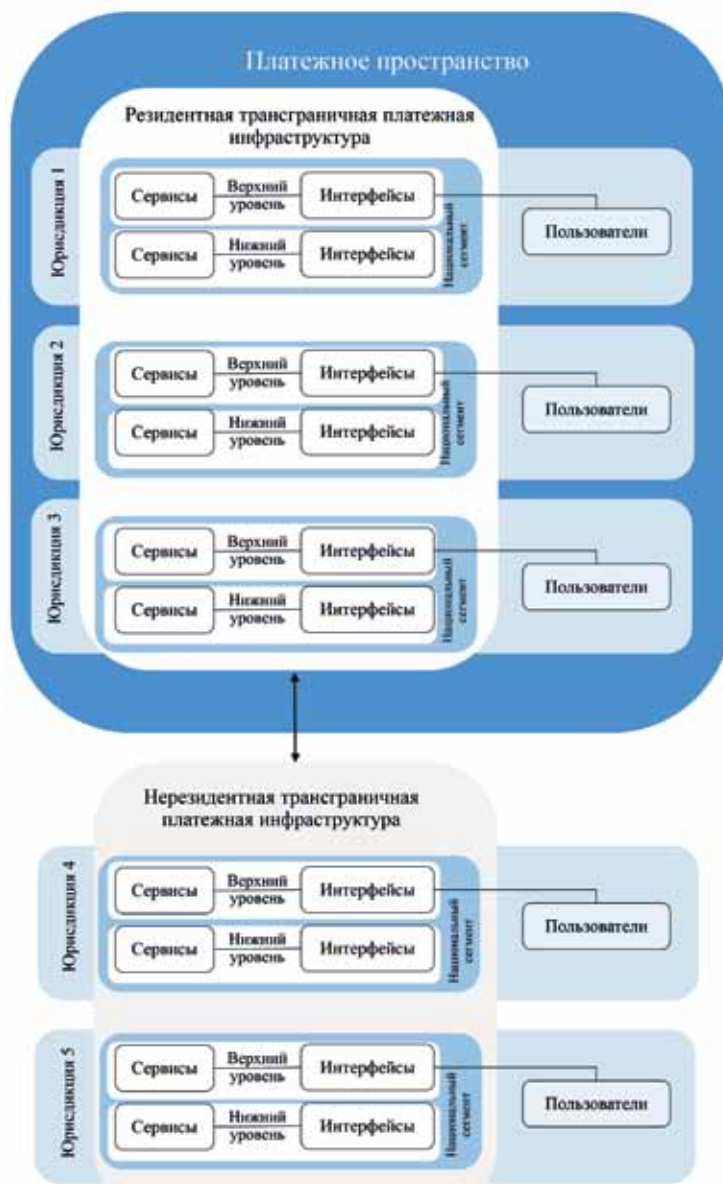 Платежное пространство
Резидентная трансграничная платежная
инфраструктура
Юрисдикция 1
Сервисы
Верхний
уровень
Интерфейсы
Сервисы
Нижний
уровень
Интерфейсы
Национальный
сегмент
Пользователи
Юрисдикция 2
Сервисы
Верхний
уровень
Интерфейсы
Сервисы
Нижний
уровень
Интерфейсы
Национальный
сегмент
Пользователи
Юрисдикция 3
Сервисы
Верхний
уровень
Интерфейсы
Сервисы
Нижний
уровень
Интерфейсы
Национальный
сегмент
Пользователи
Нерезидентная трансграничная
платежная инфраструктура
Юрисдикция 4
Сервисы
Верхний
уровень
Интерфейсы
Сервисы
Нижний
уровень
Интерфейсы
Национальный
сегмент
Пользователи
Юрисдикция 5
Сервисы
Верхний
уровень
Интерфейсы
Сервисы
Нижний
уровень
Интерфейсы
Национальный
сегмент
Пользователи